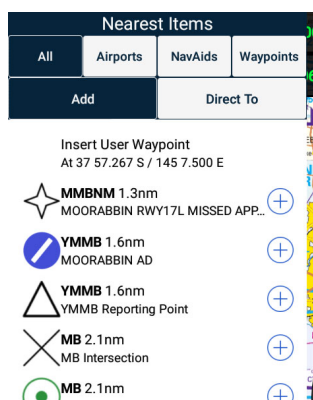 Nearest Items
All Airports NavAids Waypoints
Add Direct To
Insert User Waypoint
At 37 57.267 S / 145 7.500 E
MMBNM 1.3nm
MOORABBIN RWY17L MISSED APP...
YMMB 1.6nm
MOORABBIN AD
YMMB 1.6nm
YMMB Reporting Point
MB 2.1nm
MB Intersection
MB 2.1nm